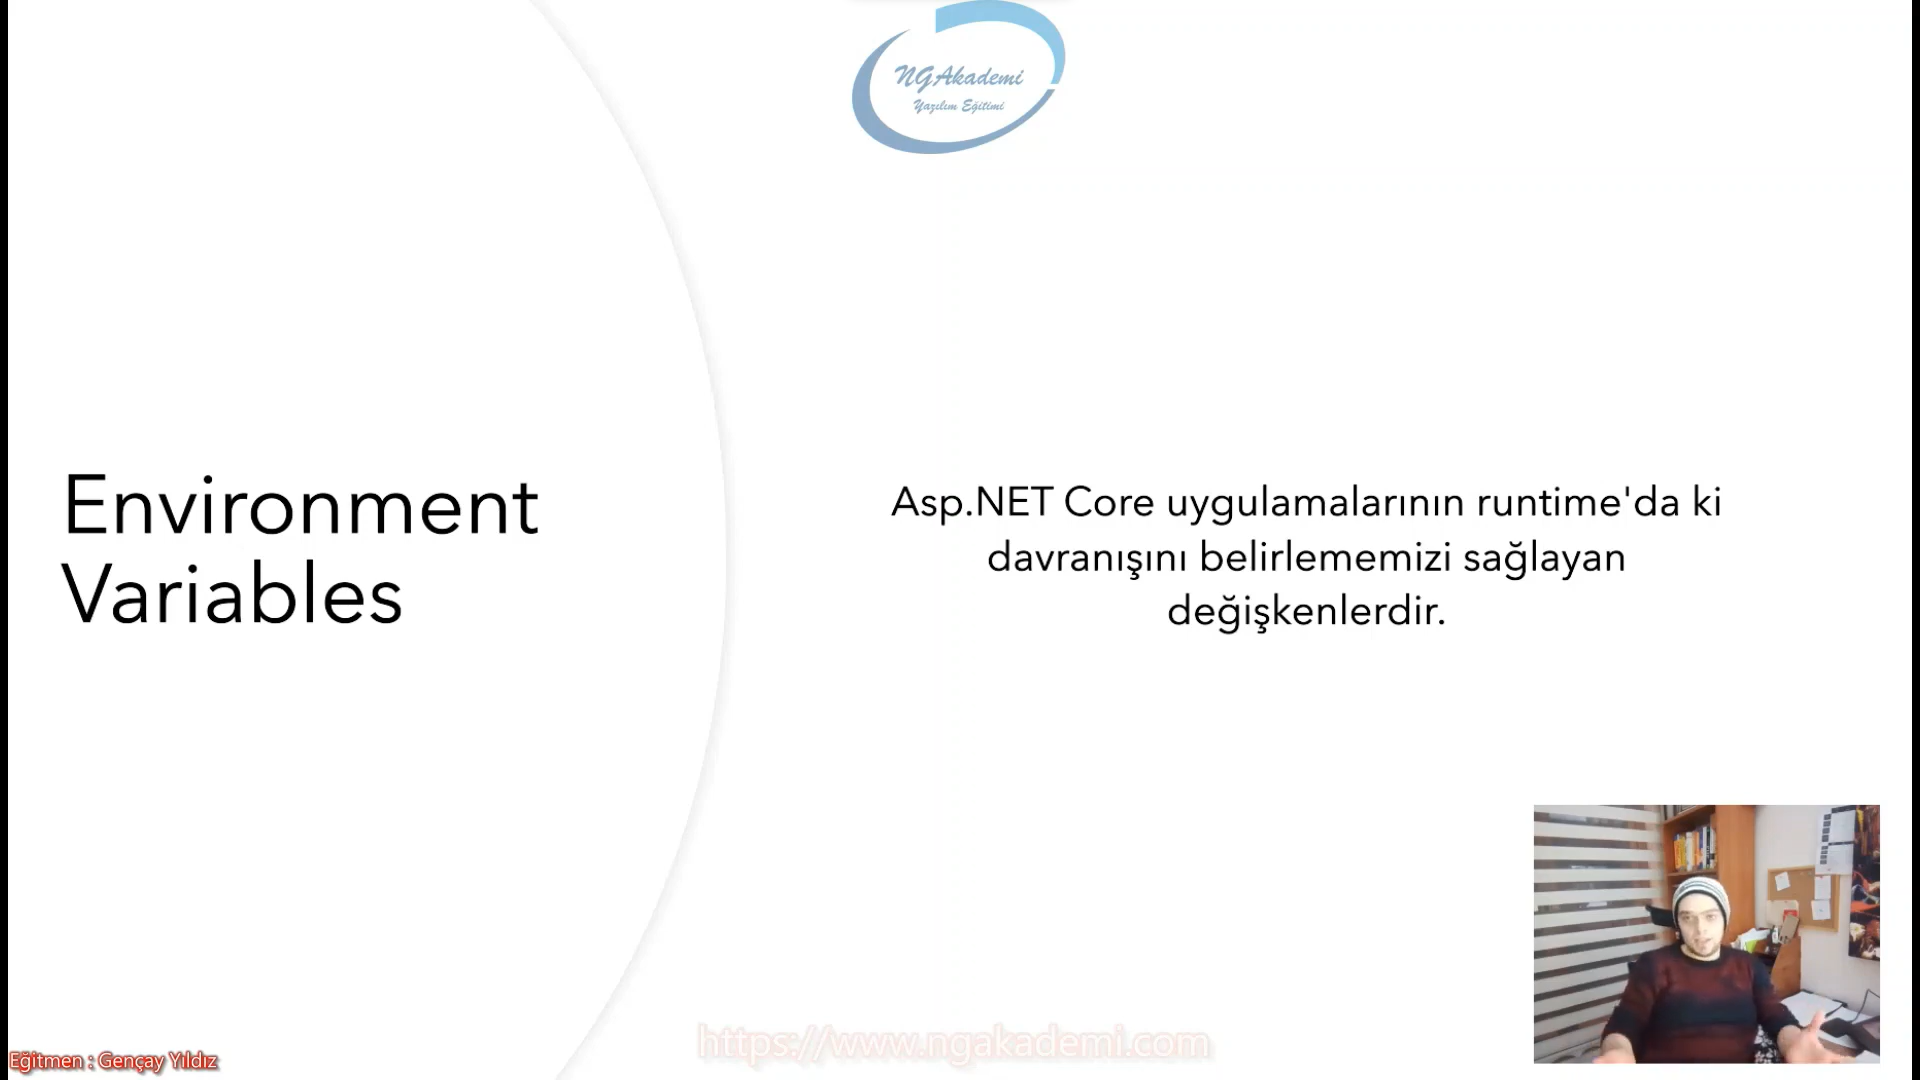 NGAkademi
Yazılım Eğitimi
Environment
Variables
Asp.NET Core uygulamalarının runtime'da ki
davranışını belirlememizi sağlayan
değişkenlerdir.
https://www.ngakademi.com
Eğitmen : Gençay Yıldız